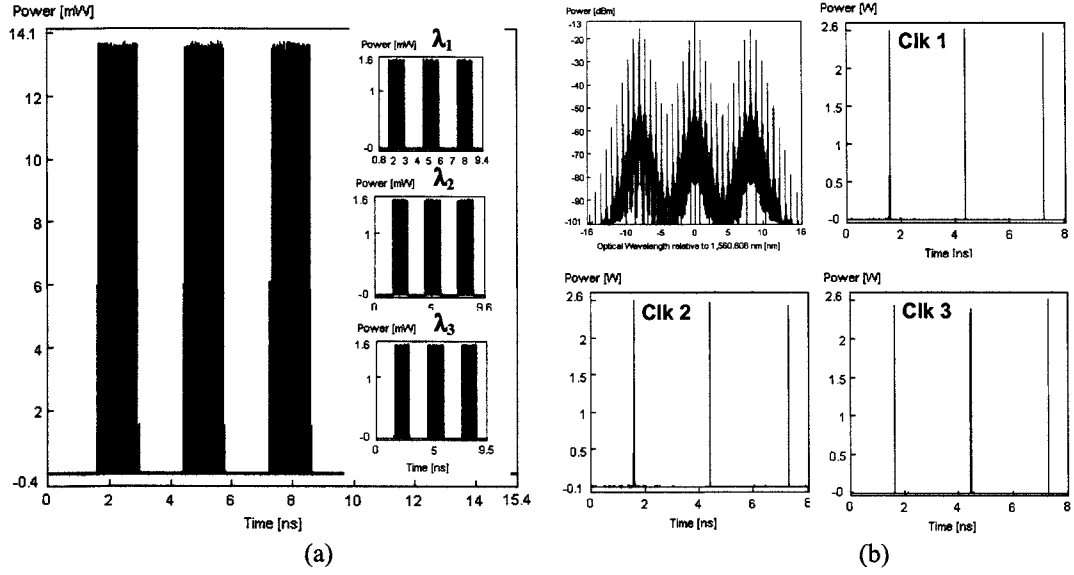 Power [mW]
14.1
12
10
8
6
4
2
-0.4
0 2 4 6 8 10 12 14 15.4
Time [ns]
λ1
Power [mW]
1.6
1
-0
0.8 2 3 4 5 6 7 8 9.4
λ2
Power [mW]
1.6
1
-0
0 5 9.6
λ3
Power [mW]
1.6
1
-0
0 5 9.5
Time [ns]
(a)
Power [dBm]
-13
-20
-30
-40
-50
-60
-70
-80
-90
-101
-16 -10 -5 0 5 10 16
Optical Wavelength relative to 1,560.606 nm [nm]
Power [W]
Clk 1
2.6
2
1.5
1
0.5
-0
0 2 4 6 8
Time [ns]
Power [W]
Clk 2
2.6
2
1.5
1
0.5
-0.1
0 2 4 6 8
Time [ns]
Power [W]
Clk 3
2.6
2
1.5
1
0.5
-0
0 2 4 6 8
Time [ns]
(b)